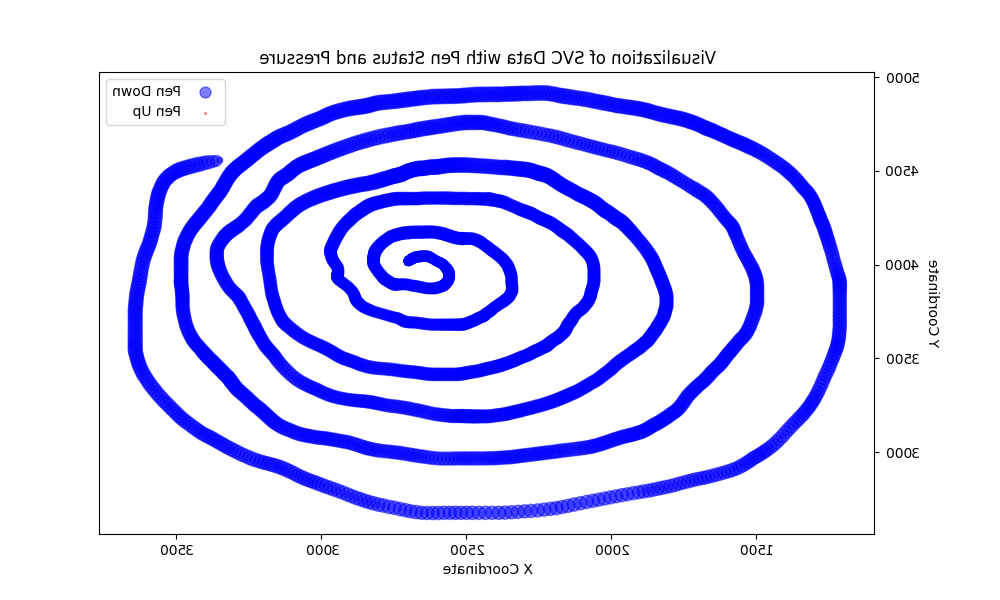 Visualization of SVC Data with Pen Status and Pressure
Pen Down
Pen Up
5000
4500
4000
3500
3000
Y Coordinate
3500
3000
2500
2000
1500
X Coordinate